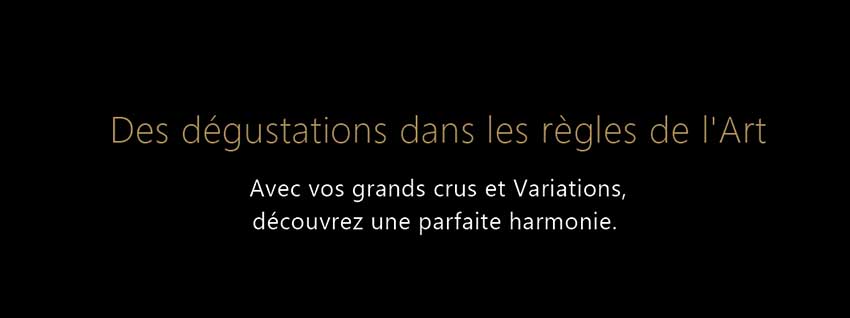 Des dégustations dans les règles de l'Art
Avec vos grands crus et Variations,
découvrez une parfaite harmonie.